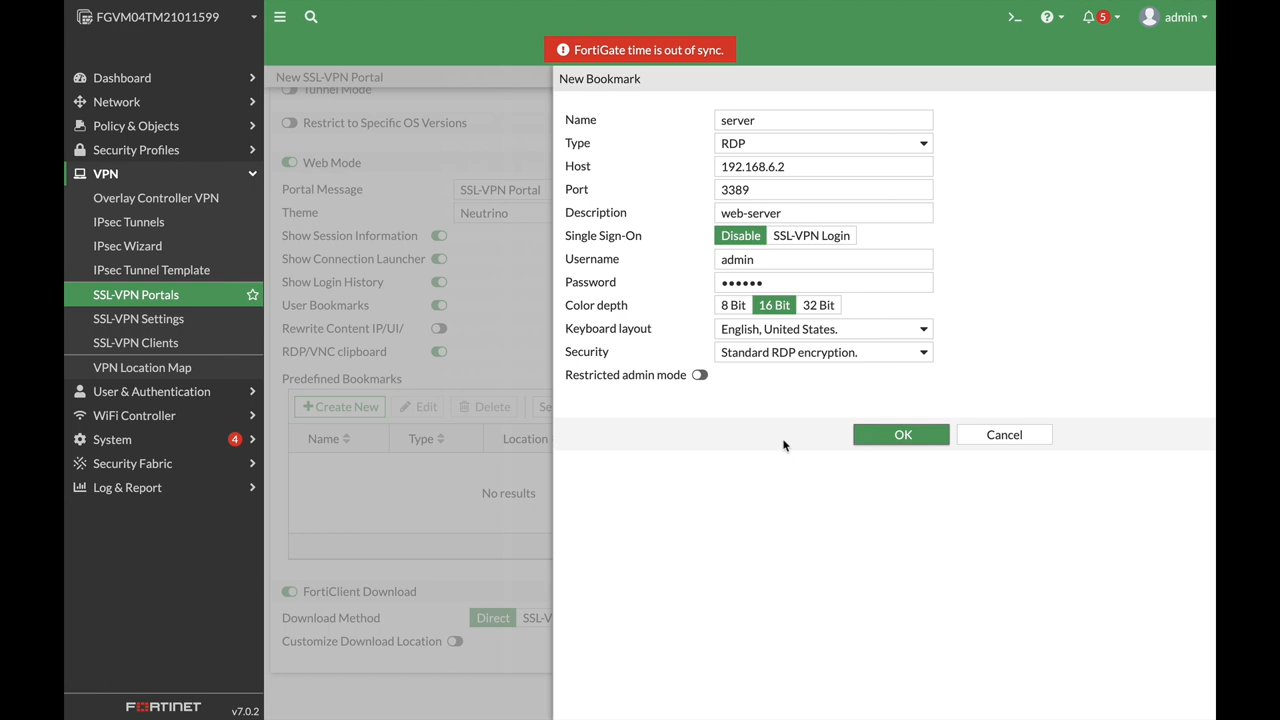 FGVM04TM21011599
5
admin
FortiGate time is out of sync.
Dashboard
Network
Policy & Objects
Security Profiles
VPN
Overlay Controller VPN
IPsec Tunnels
IPsec Wizard
IPsec Tunnel Template
SSL-VPN Portals
SSL-VPN Settings
SSL-VPN Clients
VPN Location Map
User & Authentication
WiFi Controller
System 4
Security Fabric
Log & Report
FORTINET v7.0.2
New SSL-VPN Portal
Tunnel Mode
Restrict to Specific OS Versions
Web Mode
Portal Message SSL-VPN Portal
Theme Neutrino
Show Session Information
Show Connection Launcher
Show Login History
User Bookmarks
Rewrite Content IP/UI/
RDP/VNC clipboard
Predefined Bookmarks
+Create New Edit Delete Se
Name Type Location
No results
FortiClient Download
Download Method Direct SSL-V
Customize Download Location
New Bookmark
Name server
Type RDP
Host 192.168.6.2
Port 3389
Description web-server
Single Sign-On Disable SSL-VPN Login
Username admin
Password ••••••
Color depth 8 Bit 16 Bit 32 Bit
Keyboard layout English, United States.
Security Standard RDP encryption.
Restricted admin mode
OK Cancel